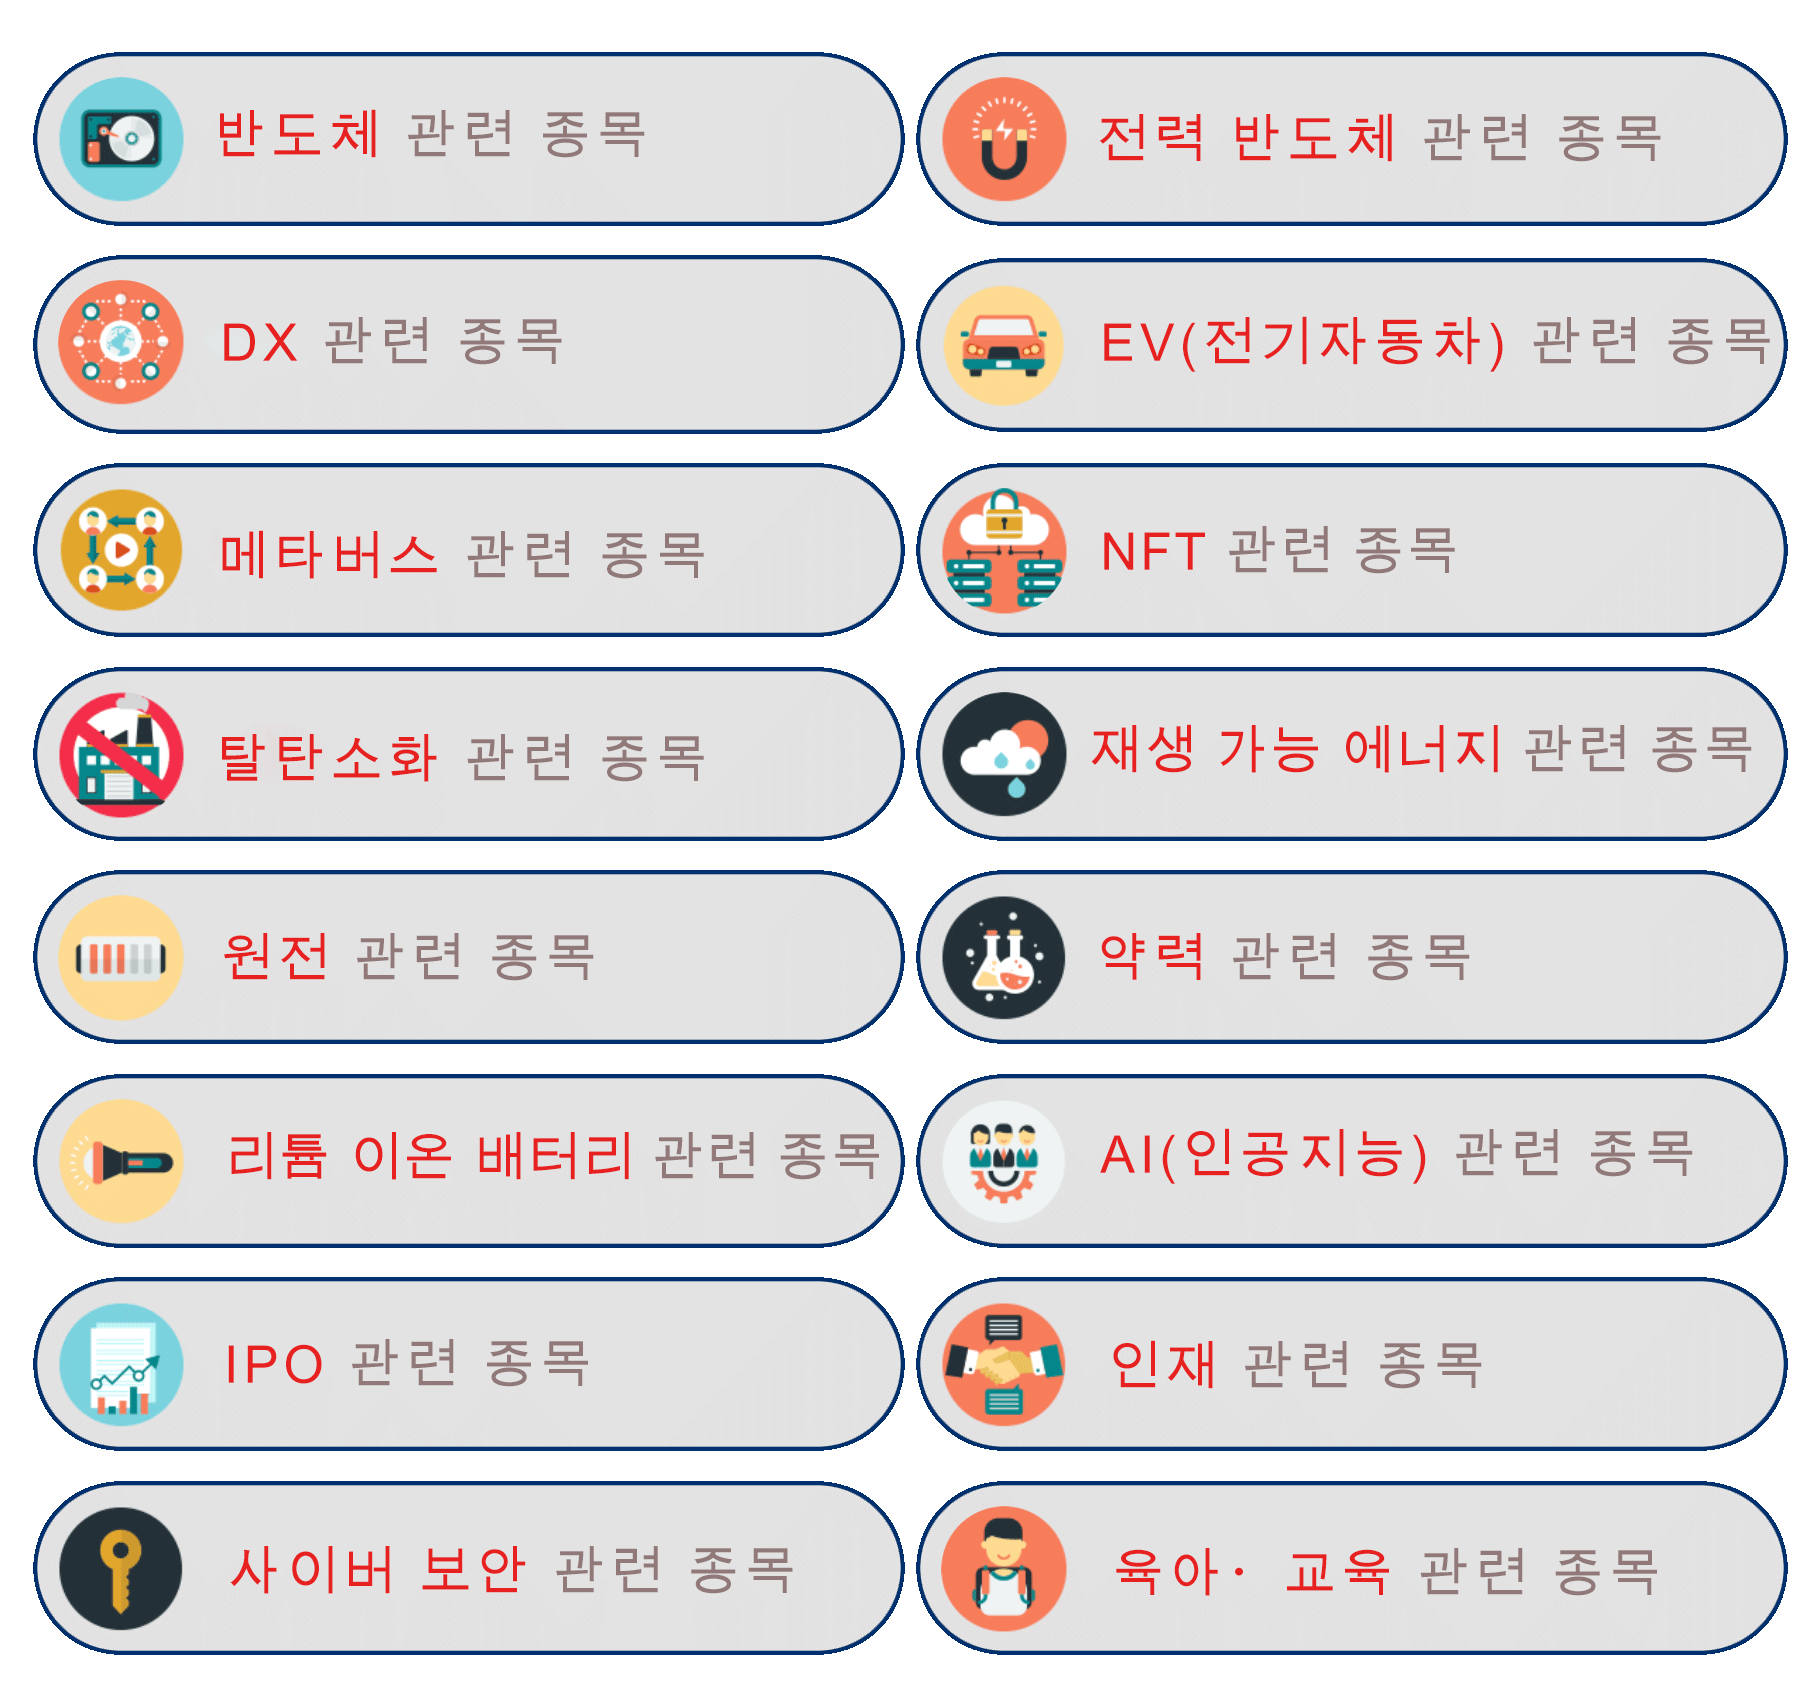 반도체 관련 종목
전력 반도체 관련 종목
DX 관련 종목
EV(전기자동차) 관련 종목
메타버스 관련 종목
NFT 관련 종목
탈탄소화 관련 종목
재생 가능 에너지 관련 종목
원전 관련 종목
약력 관련 종목
리튬 이온 배터리 관련 종목
AI(인공지능) 관련 종목
IPO 관련 종목
인재 관련 종목
사이버 보안 관련 종목
육아· 교육 관련 종목